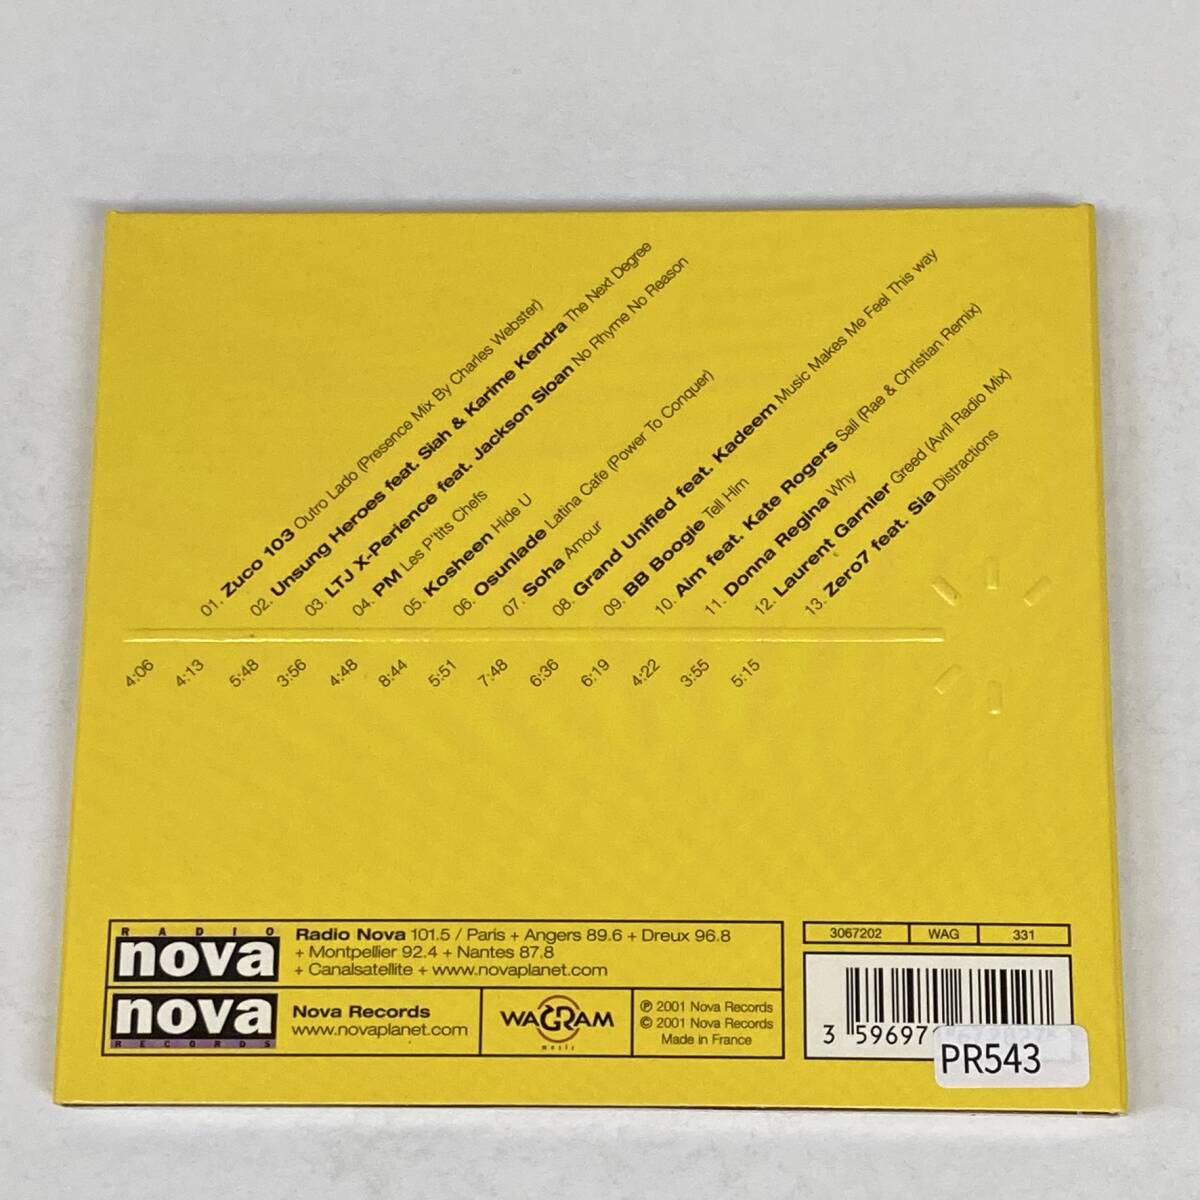 01. Zuco 103 Outro Lado (Presence Mix By Charles Webster)
02. Unsung Heroes feat. Siah & Karime Kendra The Next Degree
03. LTJ X-Perience feat. Jackson Sloan No Rhyme No Reason
04. PM Les P'tits Chefs
05. Kosheen Hide U
06. Osunlade Latina Cafe (Power To Conquer)
07. Soha Amour
08. Grand Unified feat. Kadeem Music Makes Me Feel This way
09. BB Boogie Tell Him
10. Aim feat. Kate Rogers Sail (Rae & Christian Remix)
11. Donna Regina Why
12. Laurent Garnier Greed (Avril Radio Mix)
13. Zero7 feat. Sia Distractions
4:06
4:13
5:48
3:56
4:48
8:44
5:51
7:48
6:36
6:19
4:22
3:55
5:15
RADIO
nova
Radio Nova 101.5 / Paris + Angers 89.6 + Dreux 96.8
+ Montpellier 92.4 + Nantes 87.8
+ Canalsatellite + www.novaplanet.com
nova
RECORDS
Nova Records
www.novaplanet.com
WAGRAM
music
℗ 2001 Nova Records
© 2001 Nova Records
Made in France
3067202 WAG 331
3 59697
PR543